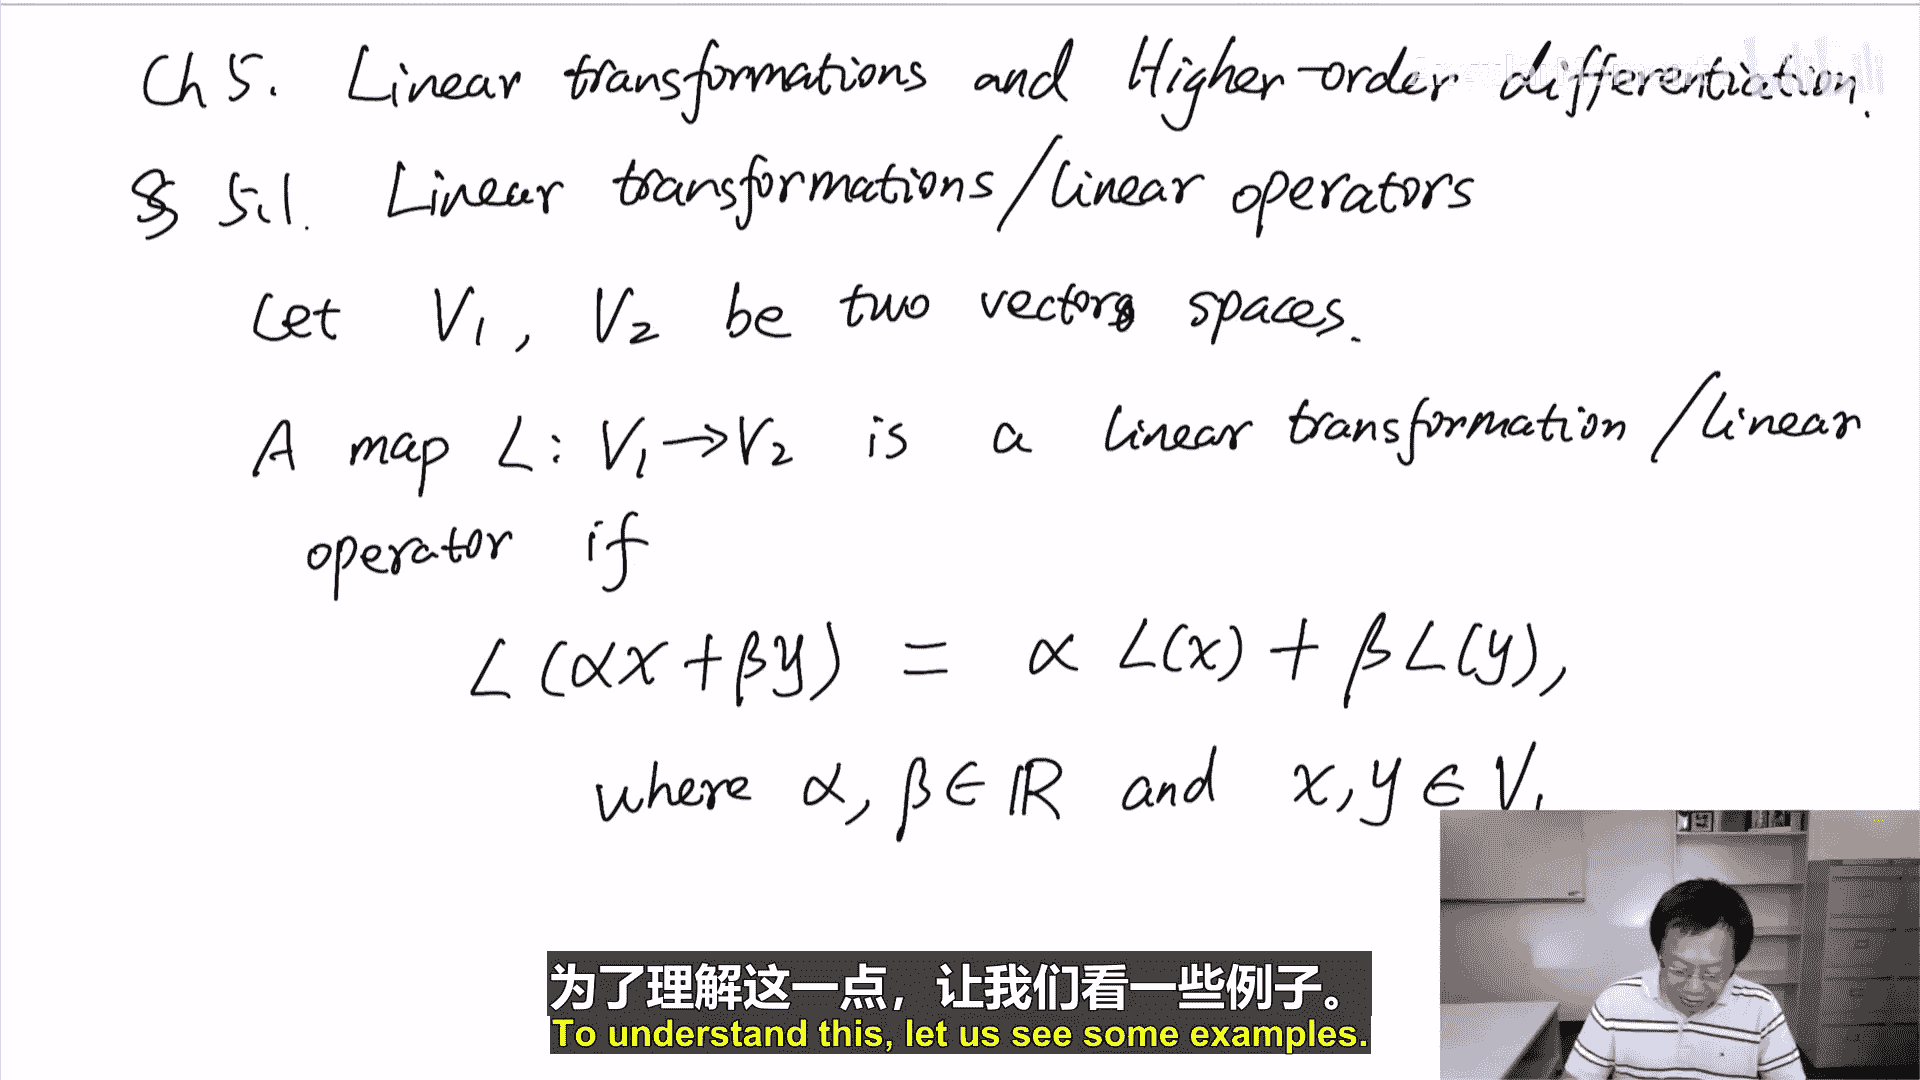 Ch 5. Linear transformations and Higher-order differentiation.
§ 5.1. Linear transformations/linear operators
Let V₁, V₂ be two vectors spaces.
A map L: V₁→V₂ is a linear transformation/linear
operator if
L(αx+βy) = α L(x) + β L(y),
where α, β ∈ ℝ and x, y ∈ V₁
为了理解这一点，让我们看一些例子。
To understand this, let us see some examples.